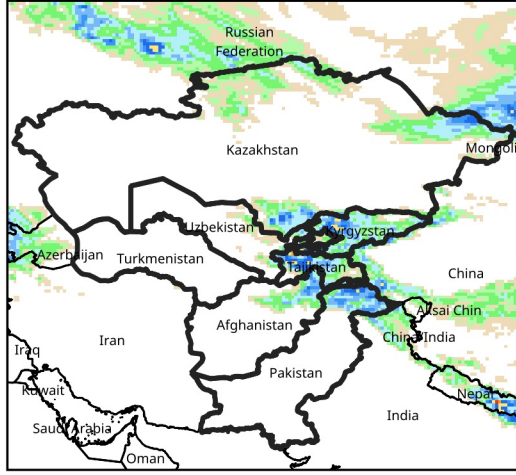 Russian
Federation
Kazakhstan
Mongoli
Uzbekistan
Kyrgyzstan
Azerbaijan
Turkmenistan
Tajikistan
China
Aksai Chin
Afghanistan
China/India
Iran
Iraq
Pakistan
Kuwait
Nepal
India
Saudi Arabia
Oman